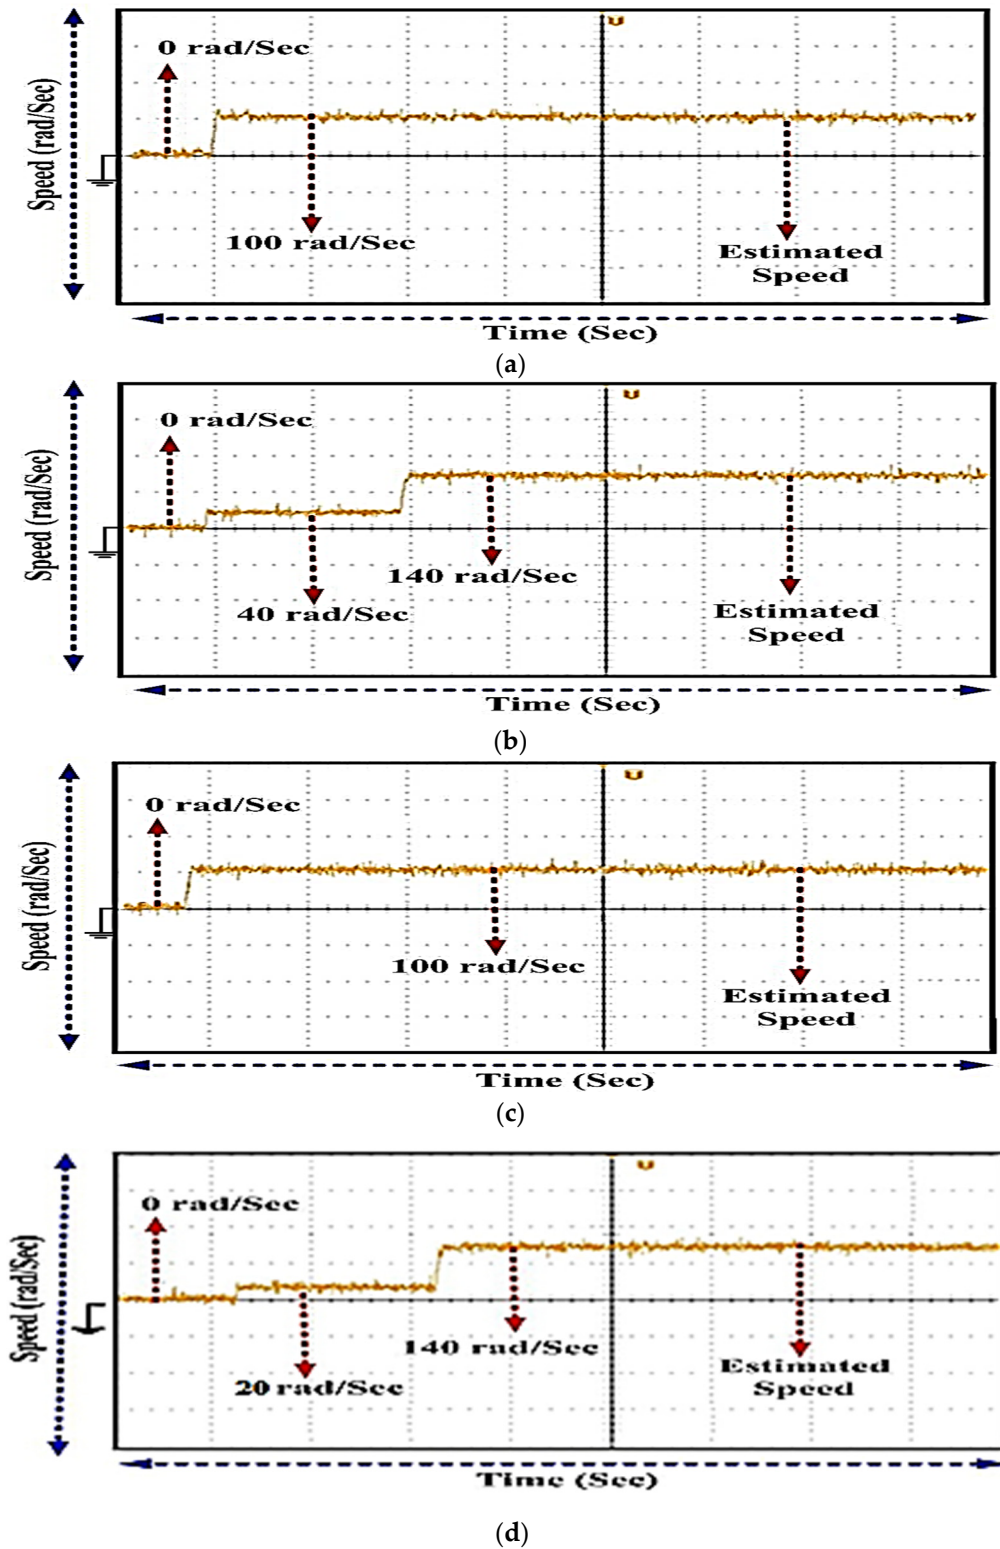 0 rad/Sec
Speed (rad/Sec)
100 rad/Sec
Estimated
Speed
Time (Sec)
(a)
0 rad/Sec
Speed (rad/Sec)
140 rad/Sec
40 rad/Sec
Estimated
Speed
Time (Sec)
(b)
0 rad/Sec
Speed (rad/Sec)
100 rad/Sec
Estimated
Speed
Time (Sec)
(c)
0 rad/Sec
Speed (rad/Sec)
140 rad/Sec
20 rad/Sec
Estimated
Speed
Time (Sec)
(d)